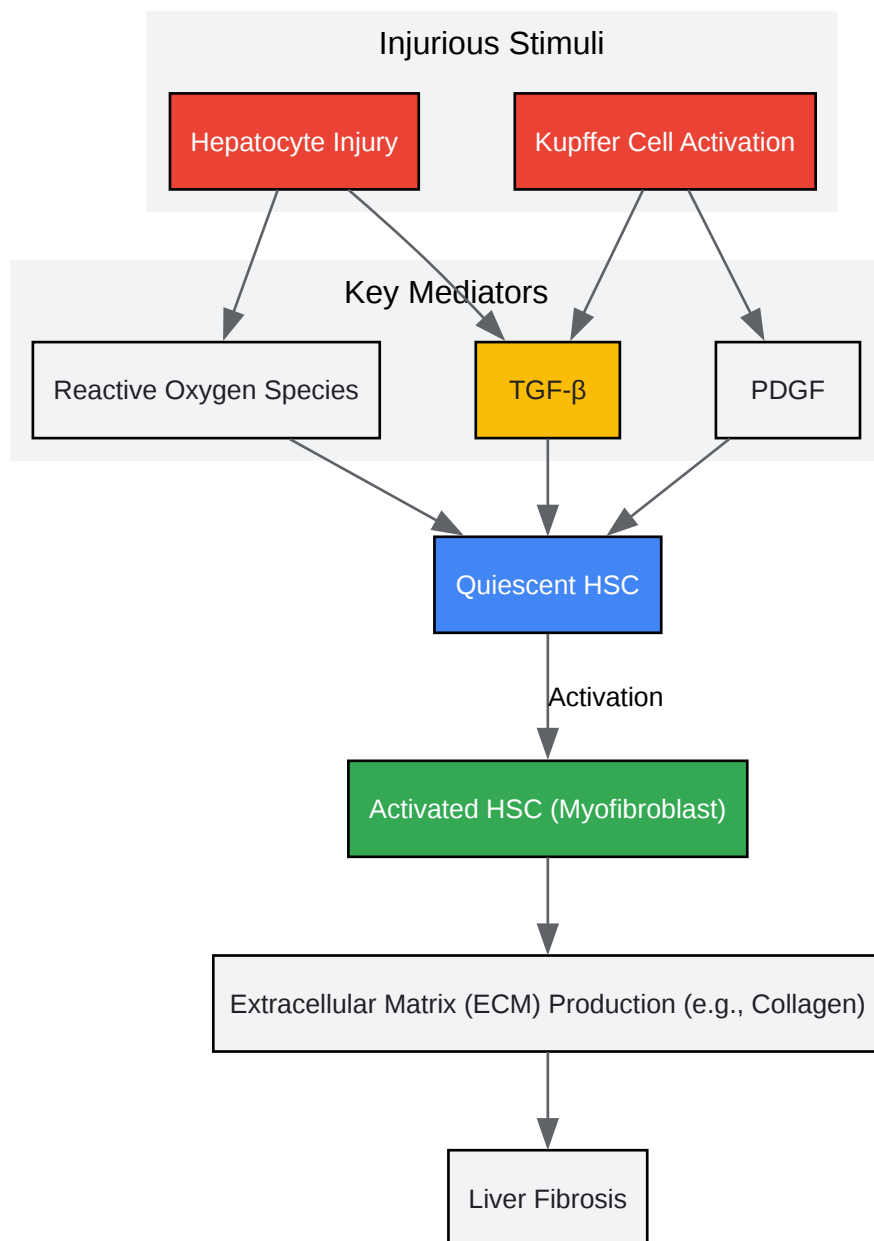 Injurious Stimuli
Hepatocyte Injury
Kupffer Cell Activation
Key Mediators
Reactive Oxygen Species
TGF-β
PDGF
Quiescent HSC
Activation
Activated HSC (Myofibroblast)
Extracellular Matrix (ECM) Production (e.g., Collagen)
Liver Fibrosis